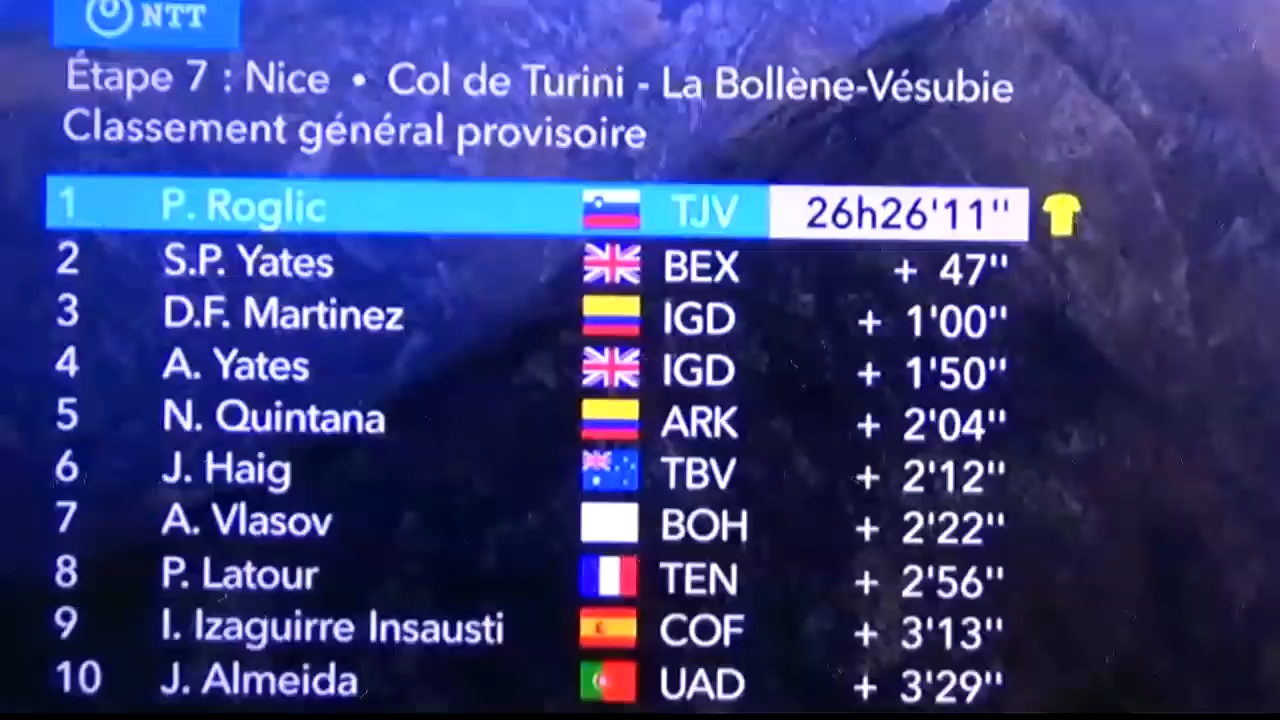 NTT
Étape 7 : Nice • Col de Turini - La Bollène-Vésubie
Classement général provisoire
1 P. Roglic TJV 26h26'11"
2 S.P. Yates BEX + 47"
3 D.F. Martinez IGD + 1'00"
4 A. Yates IGD + 1'50"
5 N. Quintana ARK + 2'04"
6 J. Haig TBV + 2'12"
7 A. Vlasov BOH + 2'22"
8 P. Latour TEN + 2'56"
9 I. Izaguirre Insausti COF + 3'13"
10 J. Almeida UAD + 3'29"